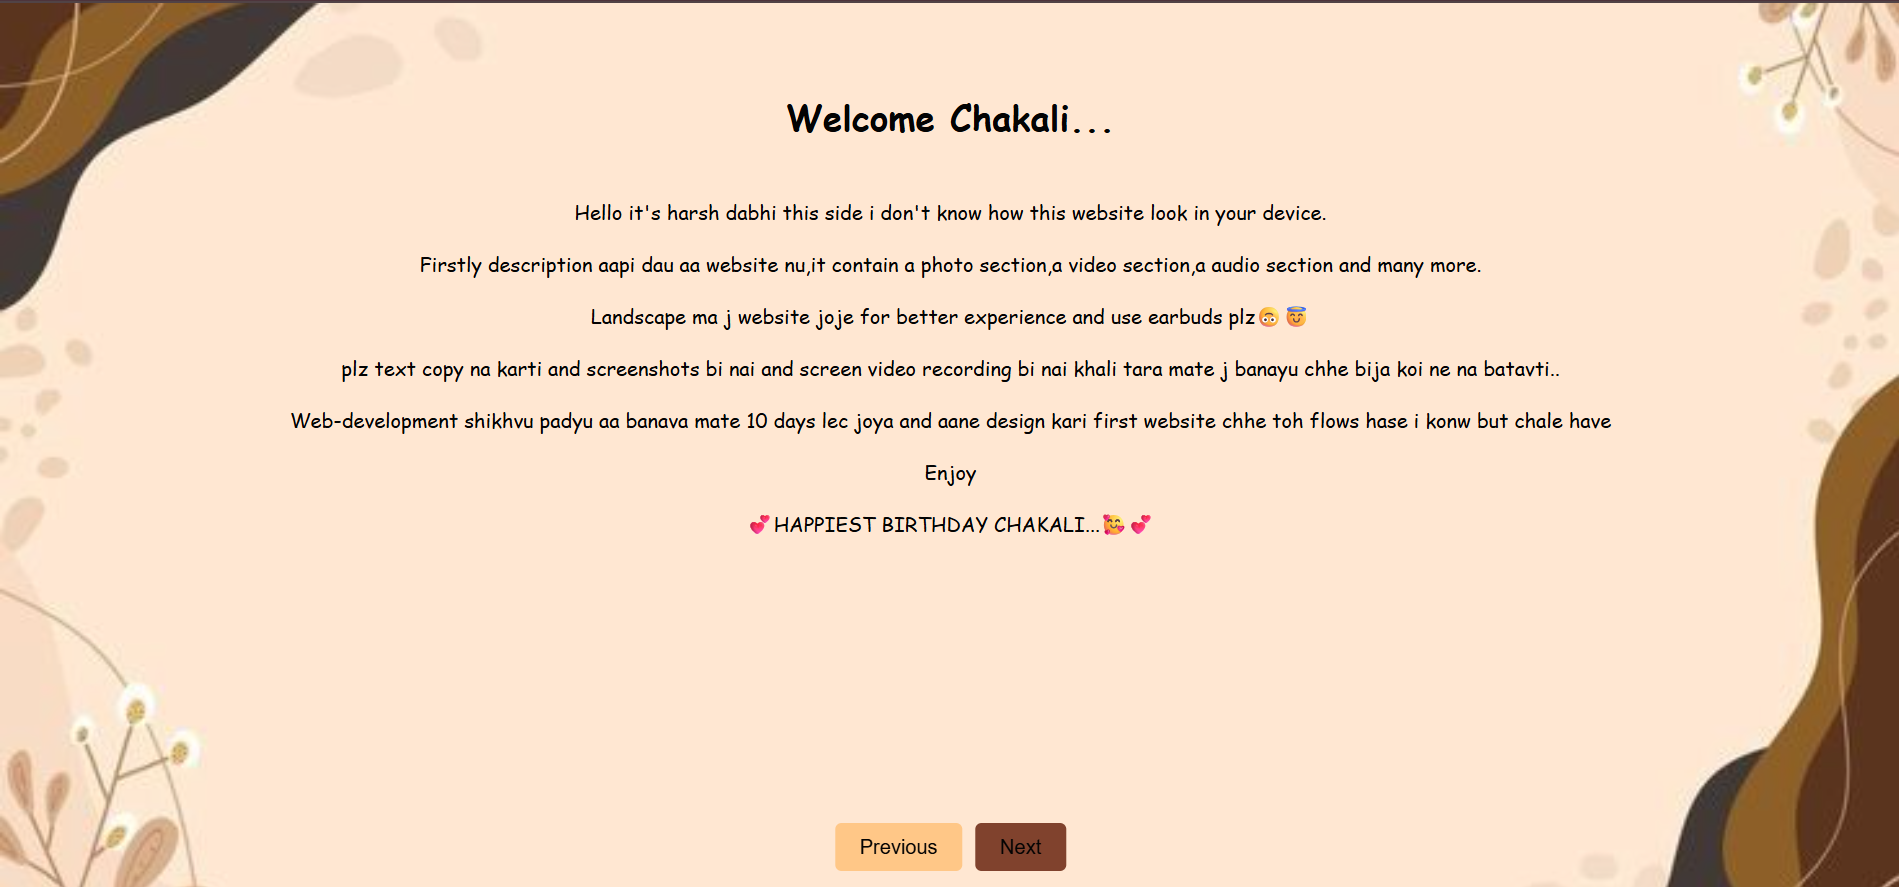 Welcome Chakali...
Hello it's harsh dabhi this side i don't know how this website look in your device.
Firstly description aapi dau aa website nu,it contain a photo section,a video section,a audio section and many more.
Landscape ma j website joje for better experience and use earbuds plz😳😇
plz text copy na karti and screenshots bi nai and screen video recording bi nai khali tara mate j banayu chhe bija koi ne na batavti..
Web-development shikhvu padyu aa banava mate 10 days lec joya and aane design kari first website chhe toh flows hase i konw but chale have
Enjoy
💕HAPPIEST BIRTHDAY CHAKALI...🥰💕
Previous Next